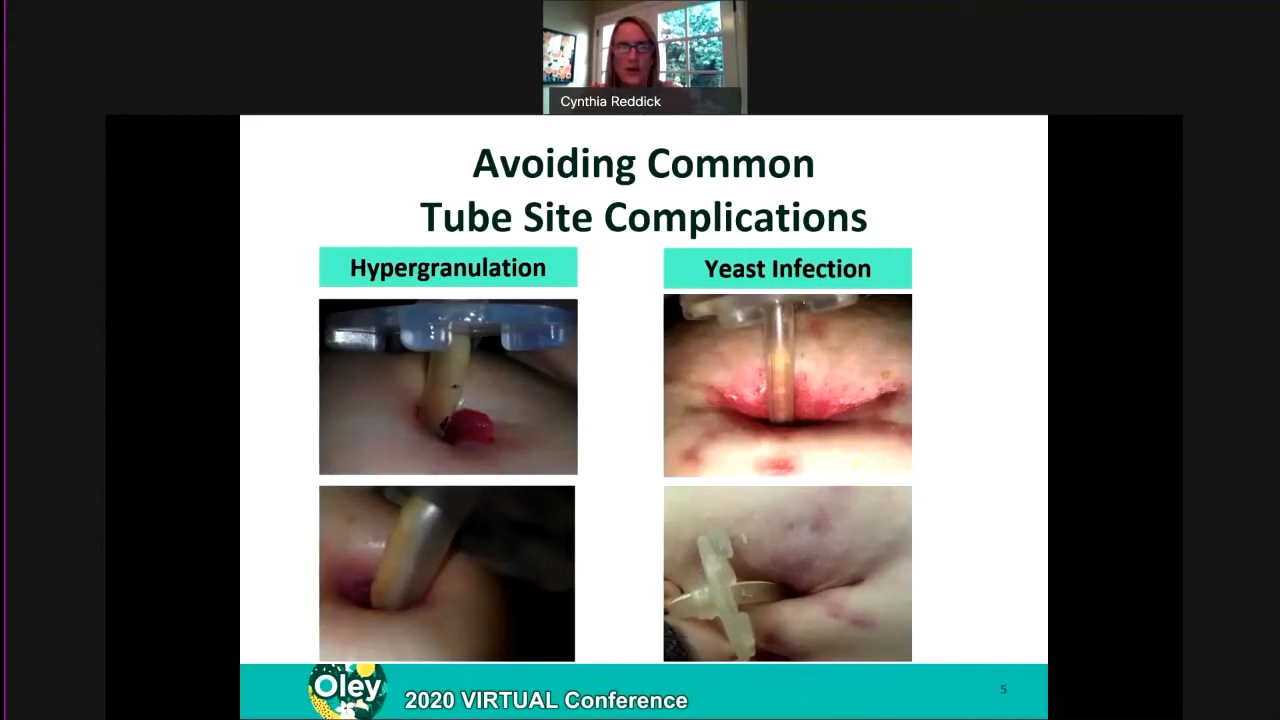 Cynthia Reddick
Avoiding Common
Tube Site Complications
Hypergranulation
Yeast Infection
Oley
2020 VIRTUAL Conference
5